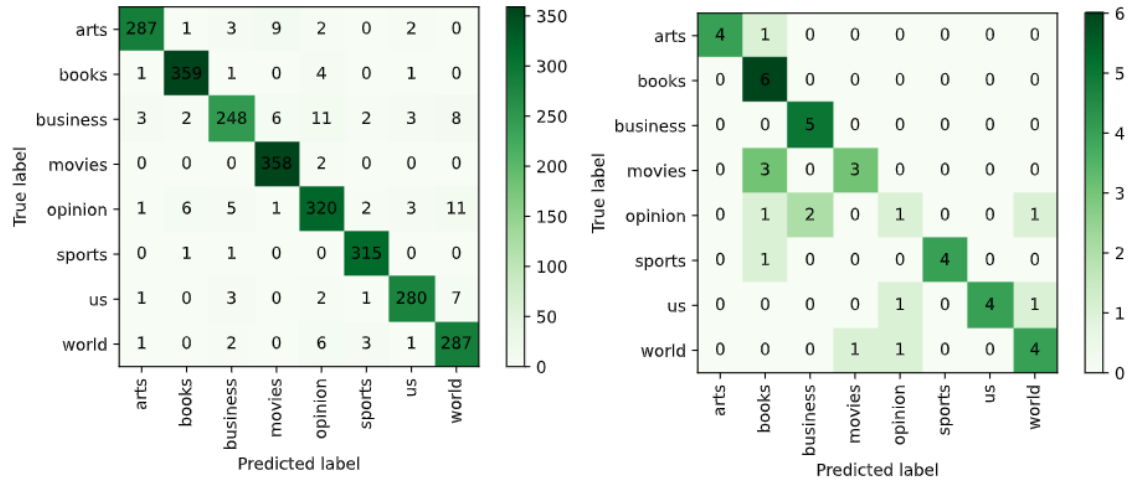 arts 287 1 3 9 2 0 2 0
books 1 359 1 0 4 0 1 0
business 3 2 248 6 11 2 3 8
movies 0 0 0 358 2 0 0 0
opinion 1 6 5 1 320 2 3 11
sports 0 1 1 0 0 315 0 0
us 1 0 3 0 2 1 280 7
world 1 0 2 0 6 3 1 287
True label
arts books business movies opinion sports us world
Predicted label
350
300
250
200
150
100
50
0
arts 4 1 0 0 0 0 0 0
books 0 6 0 0 0 0 0 0
business 0 0 5 0 0 0 0 0
movies 0 3 0 3 0 0 0 0
opinion 0 1 2 0 1 0 0 1
sports 0 1 0 0 0 4 0 0
us 0 0 0 0 1 0 4 1
world 0 0 0 1 1 0 0 4
True label
arts books business movies opinion sports us world
Predicted label
6
5
4
3
2
1
0